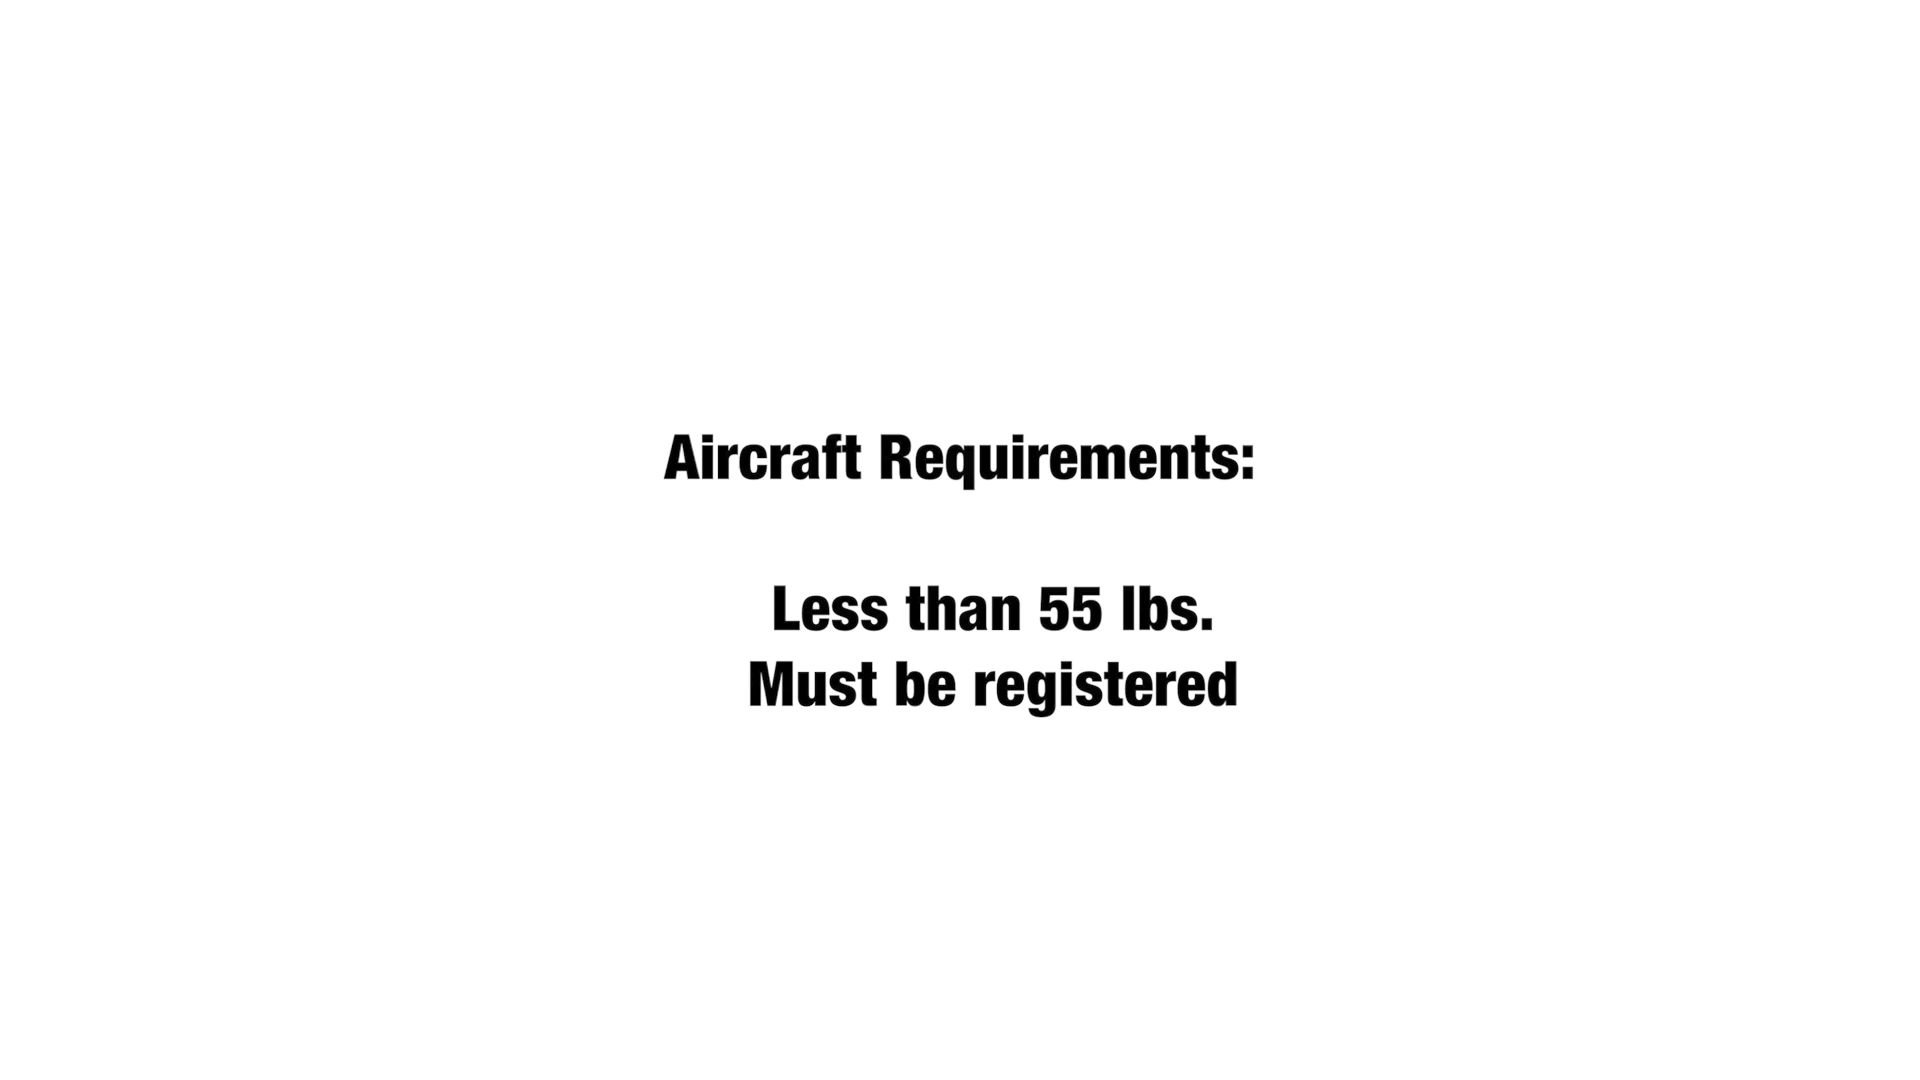 Aircraft Requirements:
Less than 55 lbs.
Must be registered